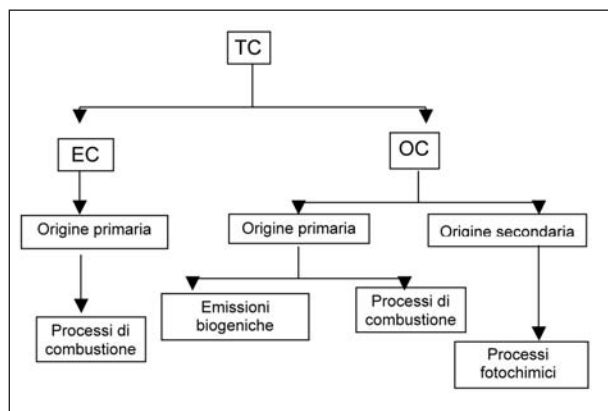 TC
EC
OC
Origine primaria
Origine primaria
Origine secondaria
Emissioni
biogeniche
Processi di
combustione
Processi di
combustione
Processi
fotochimici